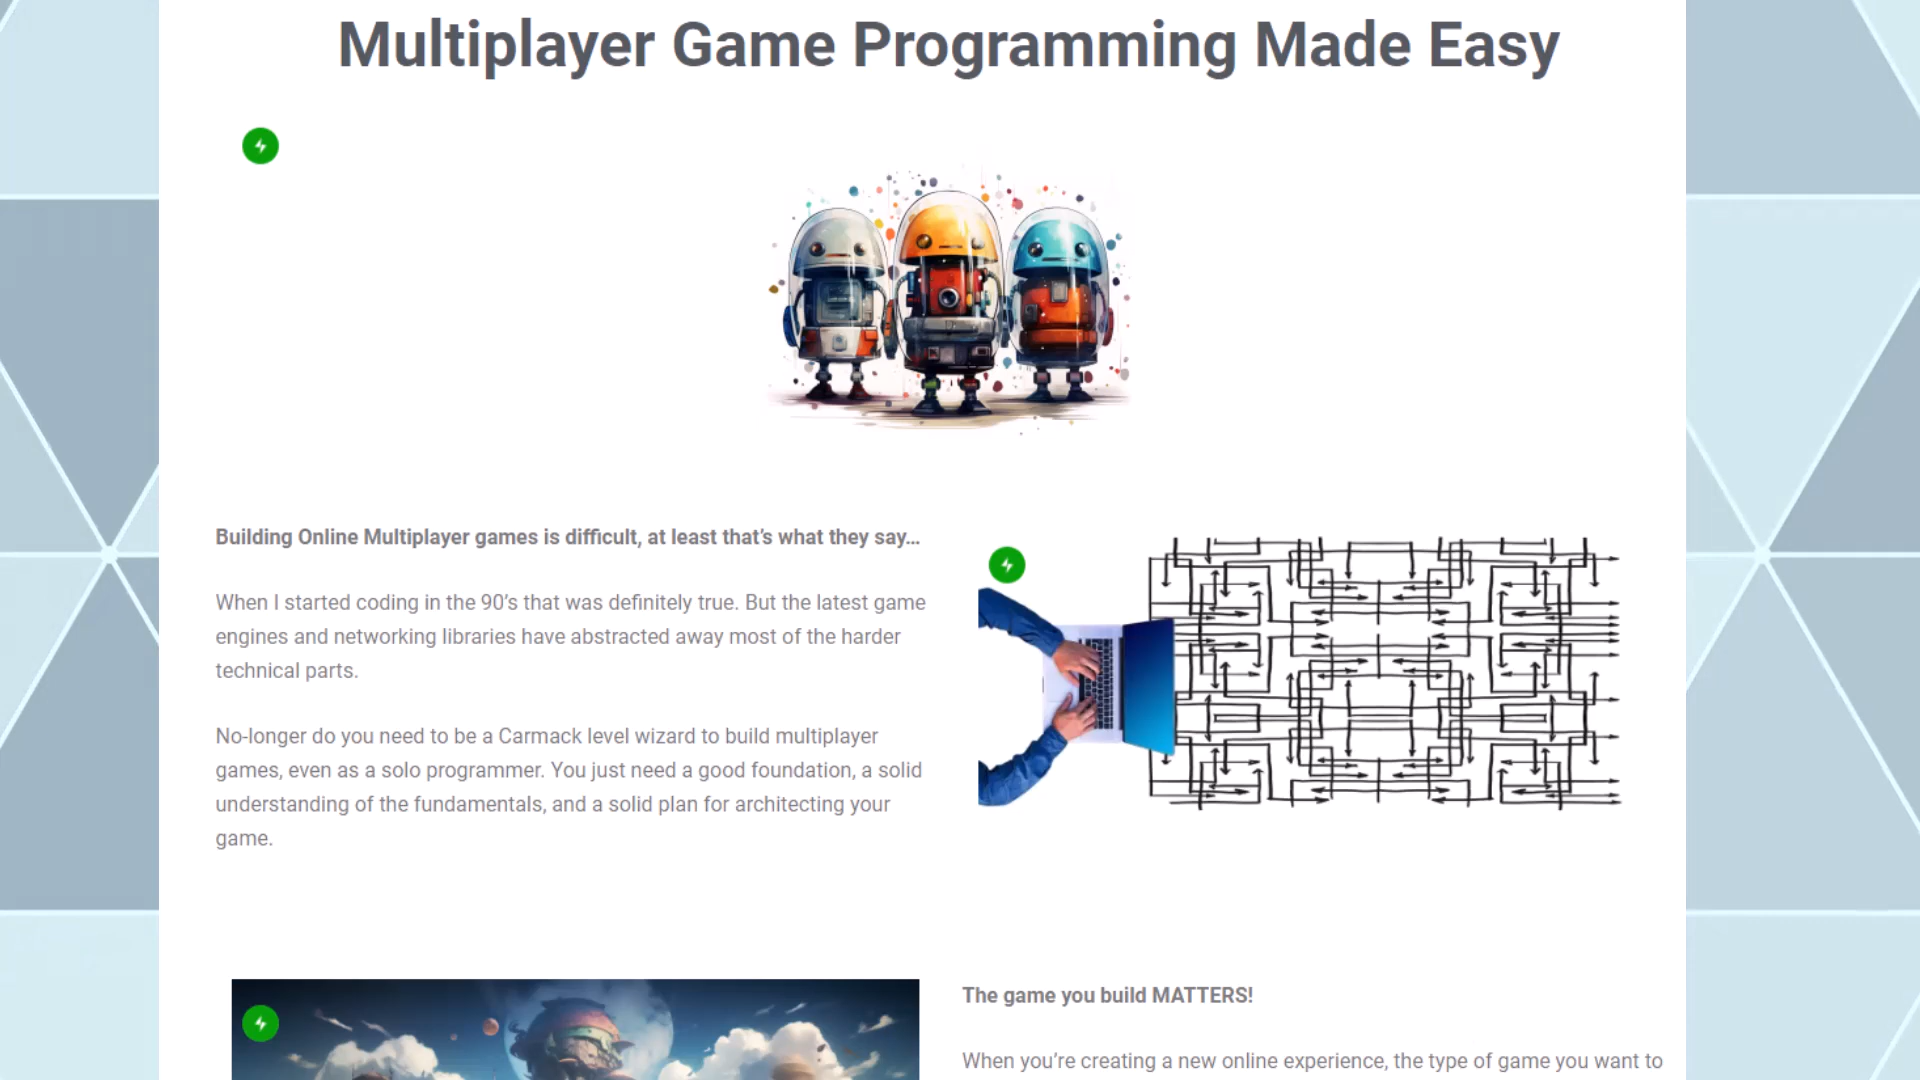 Multiplayer Game Programming Made Easy
Building Online Multiplayer games is difficult, at least that’s what they say...
When I started coding in the 90’s that was definitely true. But the latest game
engines and networking libraries have abstracted away most of the harder
technical parts.
No-longer do you need to be a Carmack level wizard to build multiplayer
games, even as a solo programmer. You just need a good foundation, a solid
understanding of the fundamentals, and a solid plan for architecting your
game.
The game you build MATTERS!
When you’re creating a new online experience, the type of game you want to